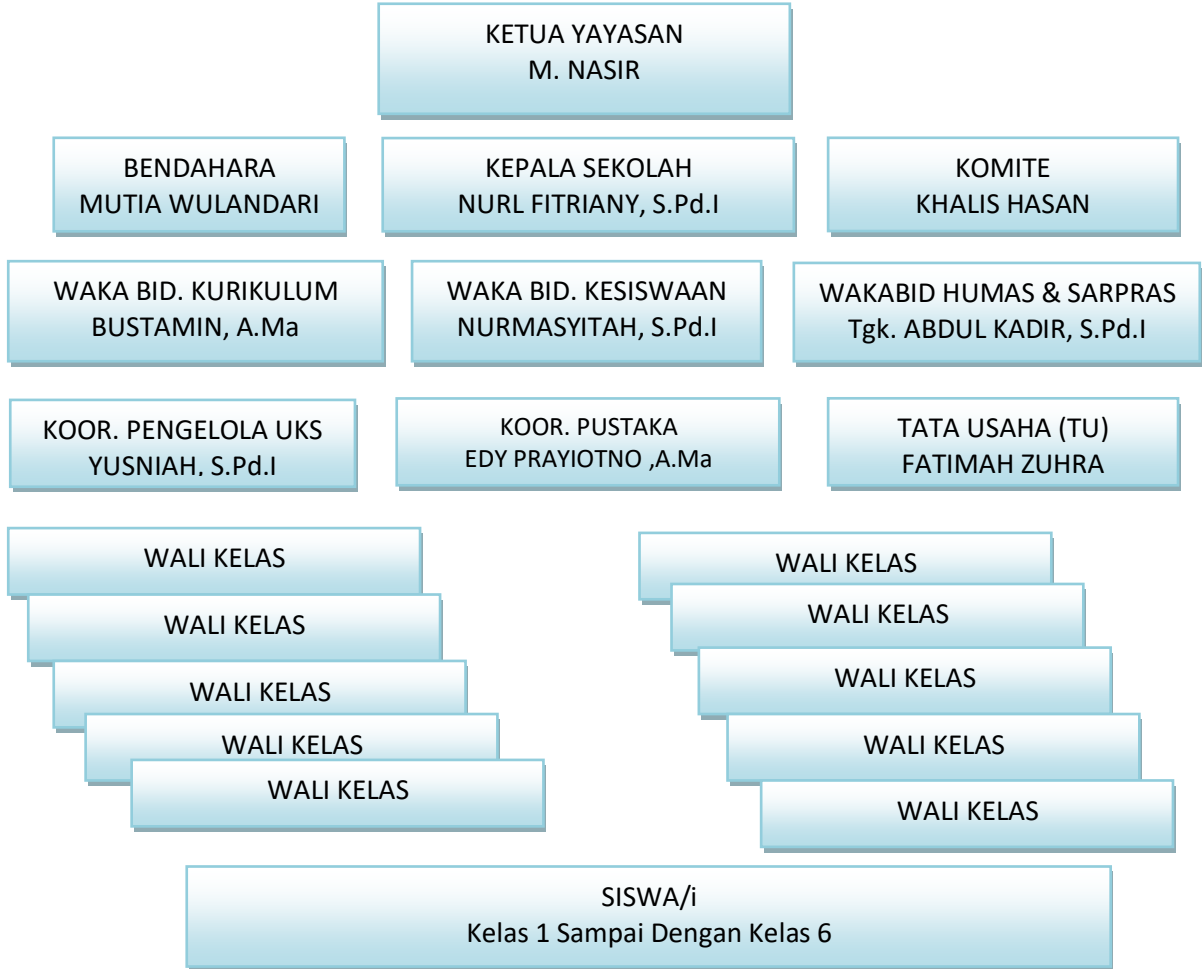 KETUA YAYASAN
M. NASIR
BENDAHARA
MUTIA WULANDARI
KEPALA SEKOLAH
NURL FITRIANY, S.Pd.I
KOMITE
KHALIS HASAN
WAKA BID. KURIKULUM
BUSTAMIN, A.Ma
WAKA BID. KESISWAAN
NURMASYITAH, S.Pd.I
WAKABID HUMAS & SARPRAS
Tgk. ABDUL KADIR, S.Pd.I
KOOR. PENGELOLA UKS
YUSNIAH, S.Pd.I
KOOR. PUSTAKA
EDY PRAYIOTNO ,A.Ma
TATA USAHA (TU)
FATIMAH ZUHRA
WALI KELAS
WALI KELAS
WALI KELAS
WALI KELAS
WALI KELAS
WALI KELAS
WALI KELAS
WALI KELAS
WALI KELAS
WALI KELAS
SISWA/i
Kelas 1 Sampai Dengan Kelas 6